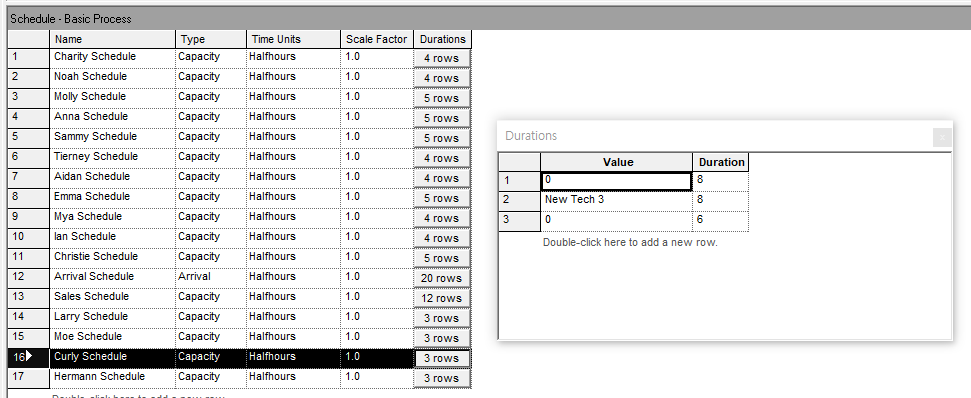 Schedule - Basic Process
Name Type Time Units Scale Factor Durations
1 Charity Schedule Capacity Halfhours 1.0 4 rows
2 Noah Schedule Capacity Halfhours 1.0 4 rows
3 Molly Schedule Capacity Halfhours 1.0 5 rows
4 Anna Schedule Capacity Halfhours 1.0 5 rows
5 Sammy Schedule Capacity Halfhours 1.0 5 rows
6 Tierney Schedule Capacity Halfhours 1.0 4 rows
7 Aidan Schedule Capacity Halfhours 1.0 4 rows
8 Emma Schedule Capacity Halfhours 1.0 5 rows
9 Mya Schedule Capacity Halfhours 1.0 4 rows
10 Ian Schedule Capacity Halfhours 1.0 4 rows
11 Christie Schedule Capacity Halfhours 1.0 5 rows
12 Arrival Schedule Arrival Halfhours 1.0 20 rows
13 Sales Schedule Capacity Halfhours 1.0 12 rows
14 Larry Schedule Capacity Halfhours 1.0 3 rows
15 Moe Schedule Capacity Halfhours 1.0 3 rows
16 Curly Schedule Capacity Halfhours 1.0 3 rows
17 Hermann Schedule Capacity Halfhours 1.0 3 rows
Double-click here to add a new row.
Durations
Value Duration
1 0 8
2 New Tech 3 8
3 0 6
Double-click here to add a new row.